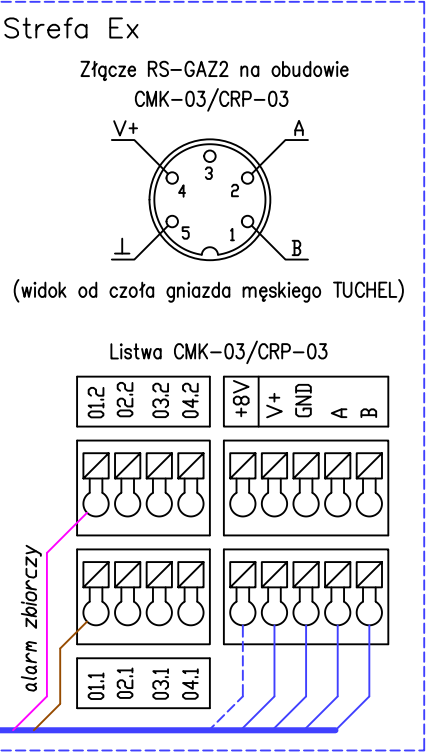 Strefa Ex
Złącze RS-GAZ2 na obudowie
CMK-03/CRP-03
V+
A
3
4
2
5
1
⊥
B
(widok od czoła gniazda męskiego TUCHEL)
Listwa CMK-03/CRP-03
01.2
02.2
03.2
04.2
+8V
V+
GND
A
B
alarm zbiorczy
01.1
02.1
03.1
04.1